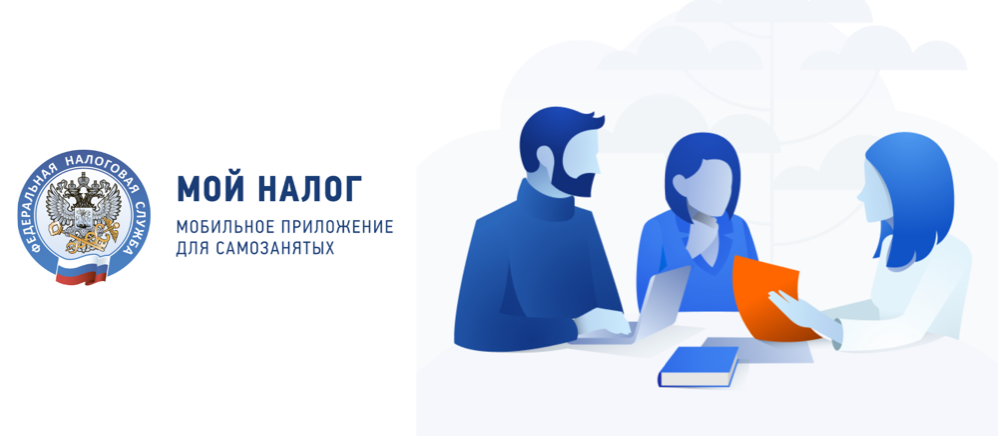 ФЕДЕРАЛЬНАЯ НАЛОГОВАЯ СЛУЖБА
МОЙ НАЛОГ
МОБИЛЬНОЕ ПРИЛОЖЕНИЕ
ДЛЯ САМОЗАНЯТЫХ